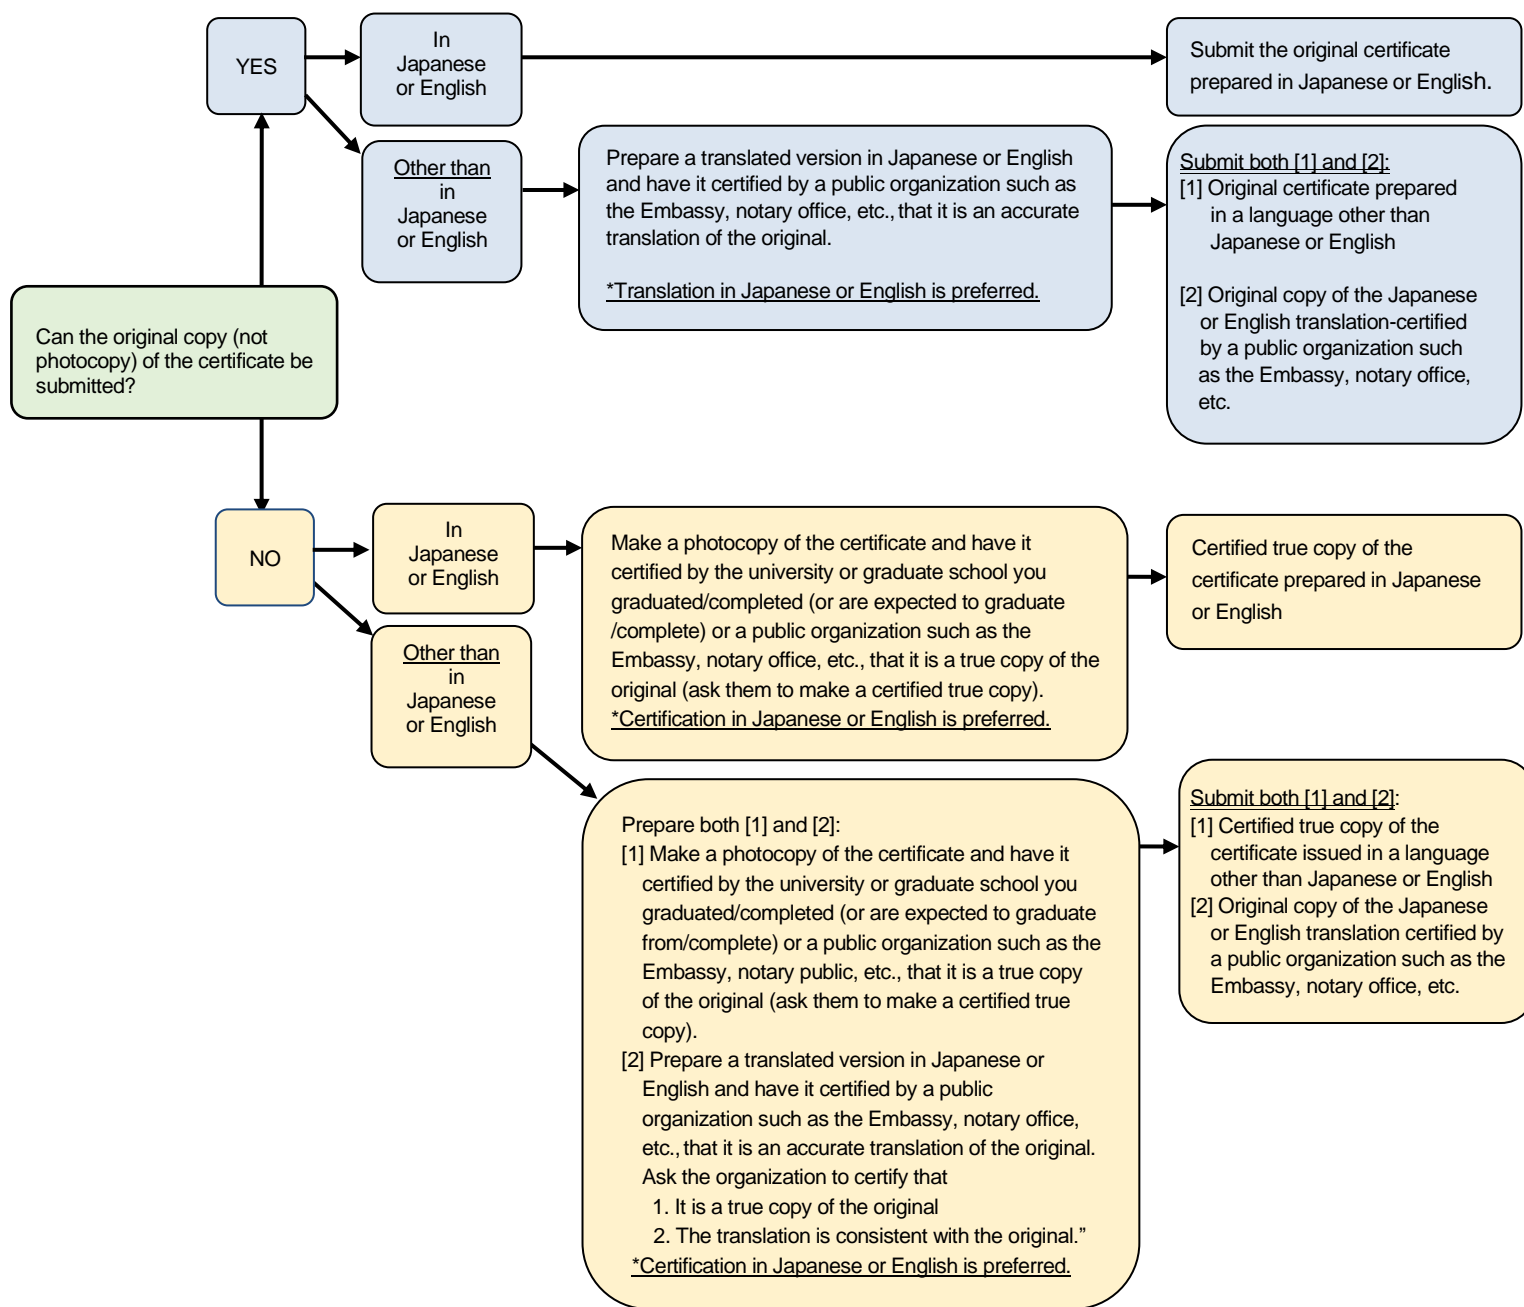 YES
In
Japanese
or English
Submit the original certificate
prepared in Japanese or English.
Other than
in
Japanese
or English
Prepare a translated version in Japanese or English
and have it certified by a public organization such as
the Embassy, notary office, etc., that it is an accurate
translation of the original.
*Translation in Japanese or English is preferred.
Submit both [1] and [2]:
[1] Original certificate prepared
in a language other than
Japanese or English
[2] Original copy of the Japanese
or English translation-certified
by a public organization such
as the Embassy, notary office,
etc.
Can the original copy (not
photocopy) of the certificate be
submitted?
NO
In
Japanese
or English
Make a photocopy of the certificate and have it
certified by the university or graduate school you
graduated/completed (or are expected to graduate
/complete) or a public organization such as the
Embassy, notary office, etc., that it is a true copy of the
original (ask them to make a certified true copy).
*Certification in Japanese or English is preferred.
Certified true copy of the
certificate prepared in Japanese
or English
Other than
in
Japanese
or English
Prepare both [1] and [2]:
[1] Make a photocopy of the certificate and have it
certified by the university or graduate school you
graduated/completed (or are expected to graduate
from/complete) or a public organization such as the
Embassy, notary public, etc., that it is a true copy
of the original (ask them to make a certified true
copy).
[2] Prepare a translated version in Japanese or
English and have it certified by a public
organization such as the Embassy, notary office,
etc., that it is an accurate translation of the original.
Ask the organization to certify that
1. It is a true copy of the original
2. The translation is consistent with the original.”
*Certification in Japanese or English is preferred.
Submit both [1] and [2]:
[1] Certified true copy of the
certificate issued in a language
other than Japanese or English
[2] Original copy of the Japanese
or English translation certified by
a public organization such as the
Embassy, notary office, etc.